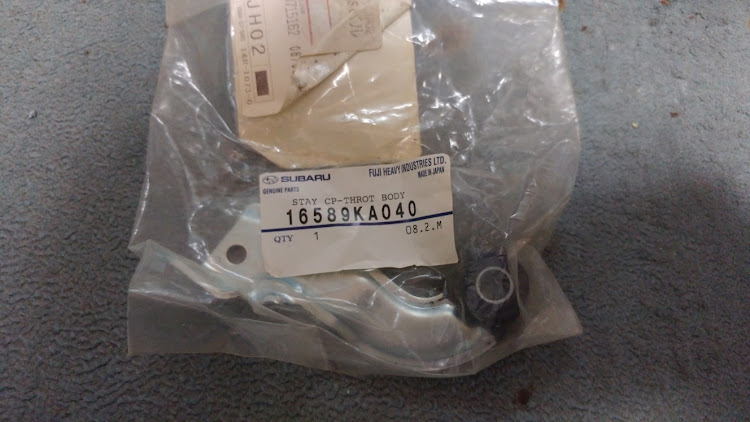 JH02
SUBARU
GENUINE PARTS
FUJI HEAVY INDUSTRIES LTD.
MADE IN JAPAN
STAY CP-THROT BODY
16589KA040
QTY 1 08.2.M